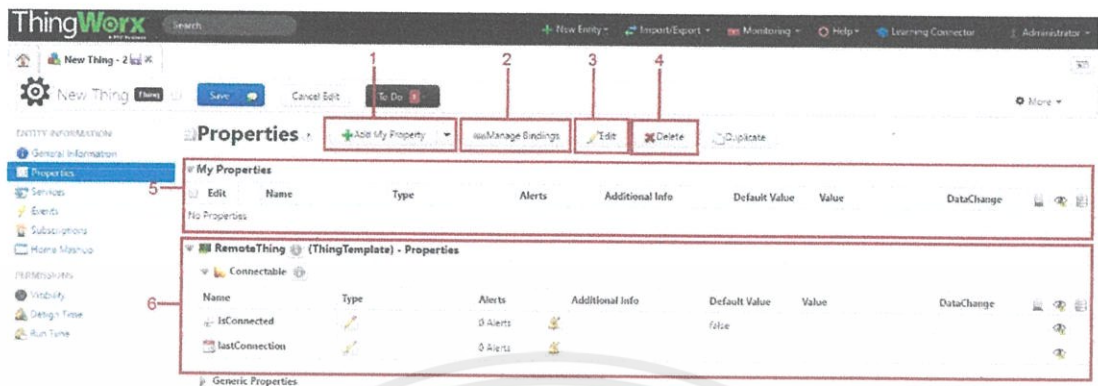 ThingWorx Search New Entity Import/Export Monitoring Help Learning Connector Administrator
New Thing - 2
1 2 3 4
New Thing Thing Save Cancel Edit To Do More
ENTITY INFORMATION
General Information
Properties
Services
Events
Subscriptions
Home Mashup
PERMISSIONS
Visibility
Design Time
Run Time
Properties Add My Property Manage Bindings Edit Delete Duplicate
5
My Properties
Edit Name Type Alerts Additional Info Default Value Value DataChange
No Properties
6
RemoteThing (ThingTemplate) - Properties
Connectable
Name Type Alerts Additional Info Default Value Value DataChange
isConnected 0 Alerts false
lastConnection 0 Alerts
Generic Properties